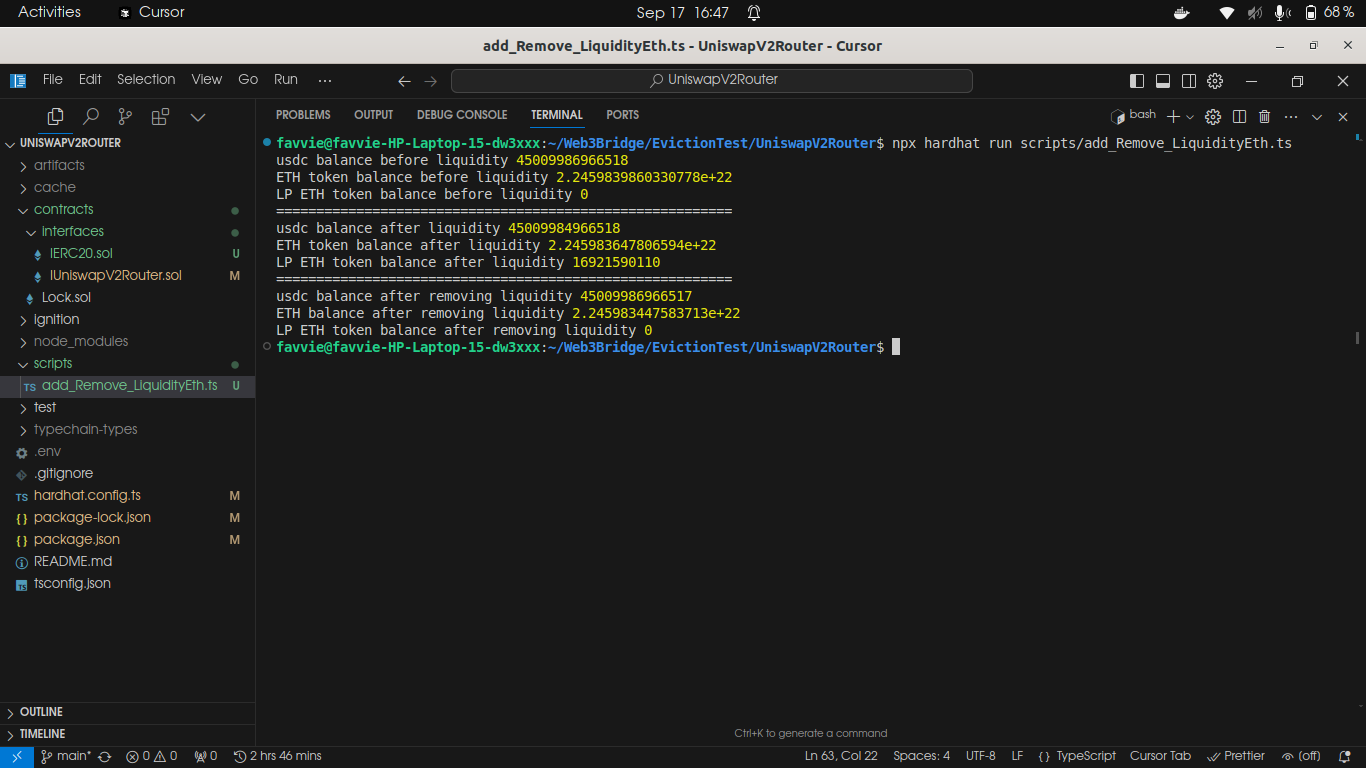 Activities Cursor Sep 17 16:47 68 %
add_Remove_LiquidityEth.ts - UniswapV2Router - Cursor
File Edit Selection View Go Run ··· UniswapV2Router
PROBLEMS OUTPUT DEBUG CONSOLE TERMINAL PORTS bash
UNISWAPV2ROUTER
artifacts
cache
contracts
interfaces
IERC20.sol U
IUniswapV2Router.sol M
Lock.sol
ignition
node_modules
scripts
TS add_Remove_LiquidityEth.ts U
test
typechain-types
.env
.gitignore
TS hardhat.config.ts M
{ } package-lock.json M
{ } package.json M
README.md
tsconfig.json
OUTLINE
TIMELINE
favvie@favvie-HP-Laptop-15-dw3xxx:~/Web3Bridge/EvictionTest/UniswapV2Router$ npx hardhat run scripts/add_Remove_LiquidityEth.ts
usdc balance before liquidity 45009986966518
ETH token balance before liquidity 2.2459839860330778e+22
LP ETH token balance before liquidity 0
=========================================================
usdc balance after liquidity 45009984966518
ETH token balance after liquidity 2.245983647806594e+22
LP ETH token balance after liquidity 16921590110
=========================================================
usdc balance after removing liquidity 45009986966517
ETH balance after removing liquidity 2.245983447583713e+22
LP ETH token balance after removing liquidity 0
favvie@favvie-HP-Laptop-15-dw3xxx:~/Web3Bridge/EvictionTest/UniswapV2Router$
Ctrl+K to generate a command
main* 0 0 0 2 hrs 46 mins Ln 63, Col 22 Spaces: 4 UTF-8 LF { } TypeScript Cursor Tab Prettier (off)